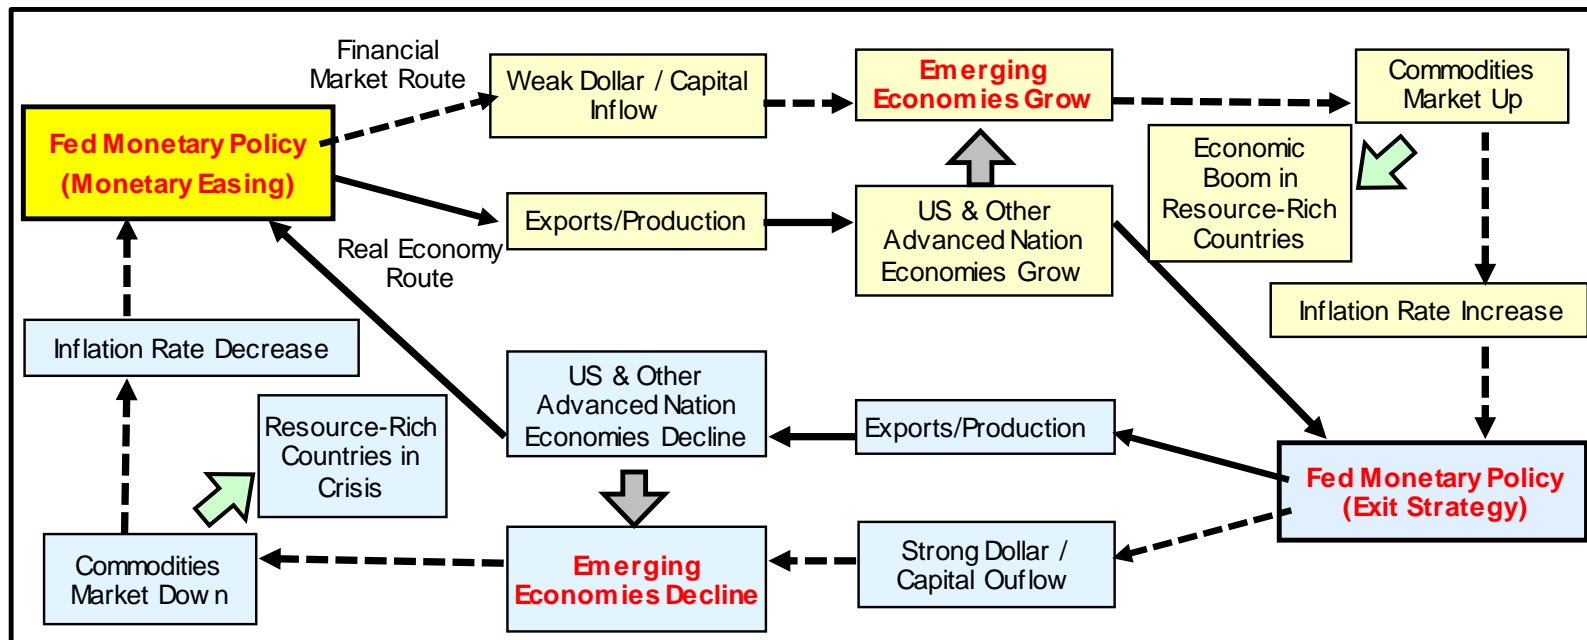 Financial
Market Route
Weak Dollar / Capital
Inflow
Emerging
Economies Grow
Commodities
Market Up
Fed Monetary Policy
(Monetary Easing)
Economic
Boom in
Resource-Rich
Countries
Exports/Production
US & Other
Advanced Nation
Economies Grow
Real Economy
Route
Inflation Rate Increase
Inflation Rate Decrease
US & Other
Advanced Nation
Economies Decline
Exports/Production
Resource-Rich
Countries in
Crisis
Fed Monetary Policy
(Exit Strategy)
Commodities
Market Down
Emerging
Economies Decline
Strong Dollar /
Capital Ouflow